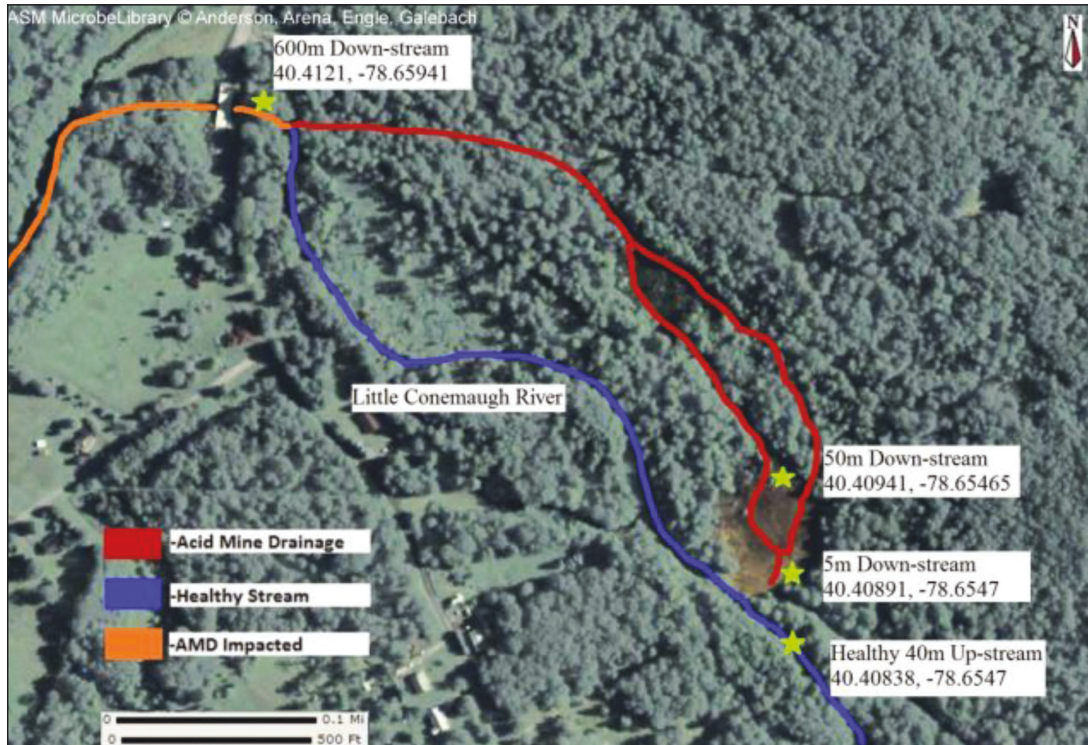 ASM MicrobeLibrary © Anderson, Arena, Engle, Galebach
N
600m Down-stream
40.4121, -78.65941
Little Conemaugh River
50m Down-stream
40.40941, -78.65465
5m Down-stream
40.40891, -78.6547
Healthy 40m Up-stream
40.40838, -78.6547
-Acid Mine Drainage
-Healthy Stream
-AMD Impacted
0 0.1 Mi
0 500 Ft